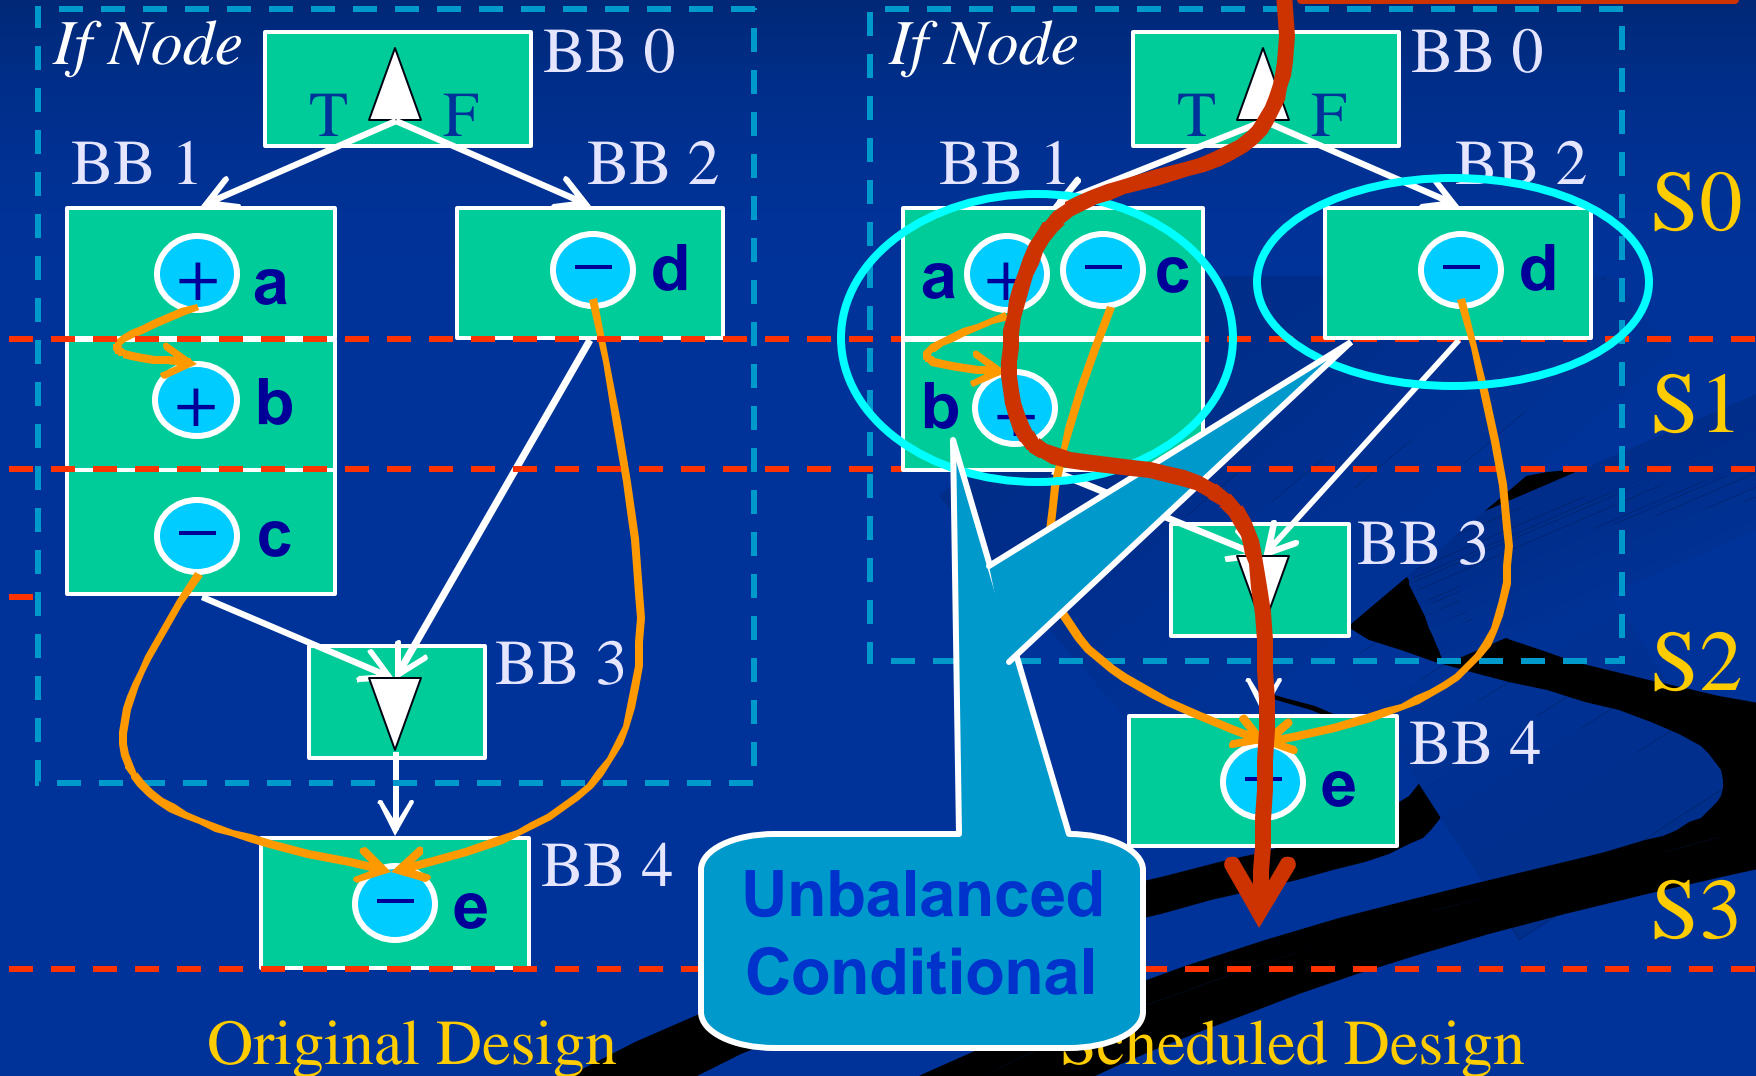 If Node
BB 0
T
F
BB 1
BB 2
+
a
−
d
+
b
−
c
BB 3
BB 4
−
e
Original Design
If Node
BB 0
T
F
BB 1
BB 2
S0
a
+
−
c
−
d
b
+
S1
BB 3
S2
BB 4
−
e
S3
Unbalanced
Conditional
Scheduled Design